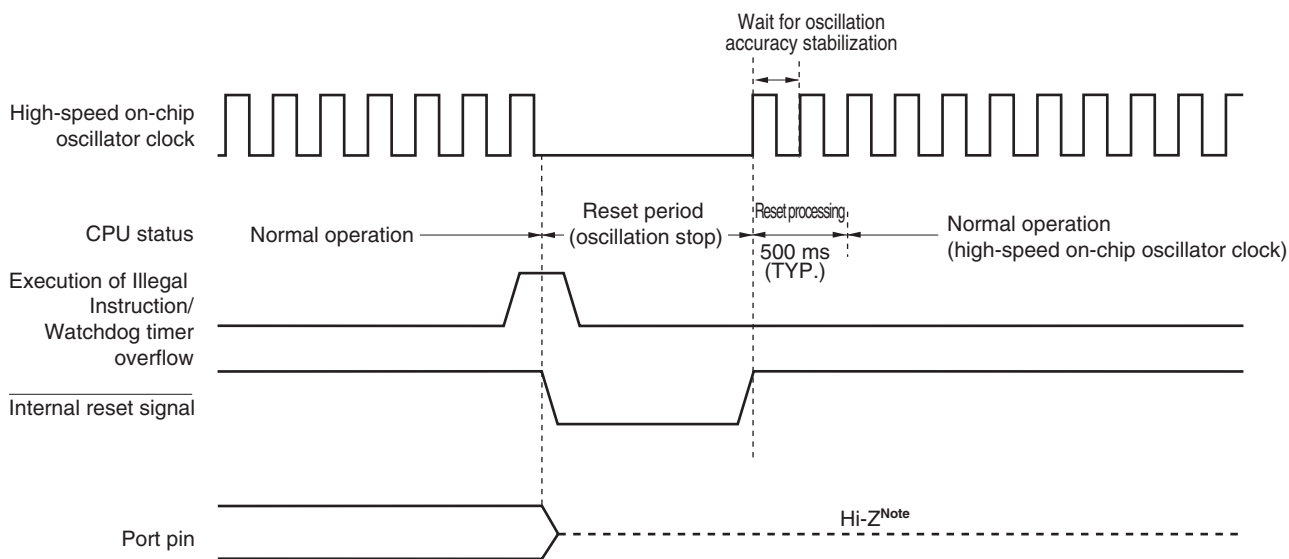 Wait for oscillation
accuracy stabilization
High-speed on-chip
oscillator clock
CPU status
Normal operation
Reset period
(oscillation stop)
Reset processing
500 ms
(TYP.)
Normal operation
(high-speed on-chip oscillator clock)
Execution of Illegal
Instruction/
Watchdog timer
overflow
Internal reset signal
Port pin
Hi-ZNote